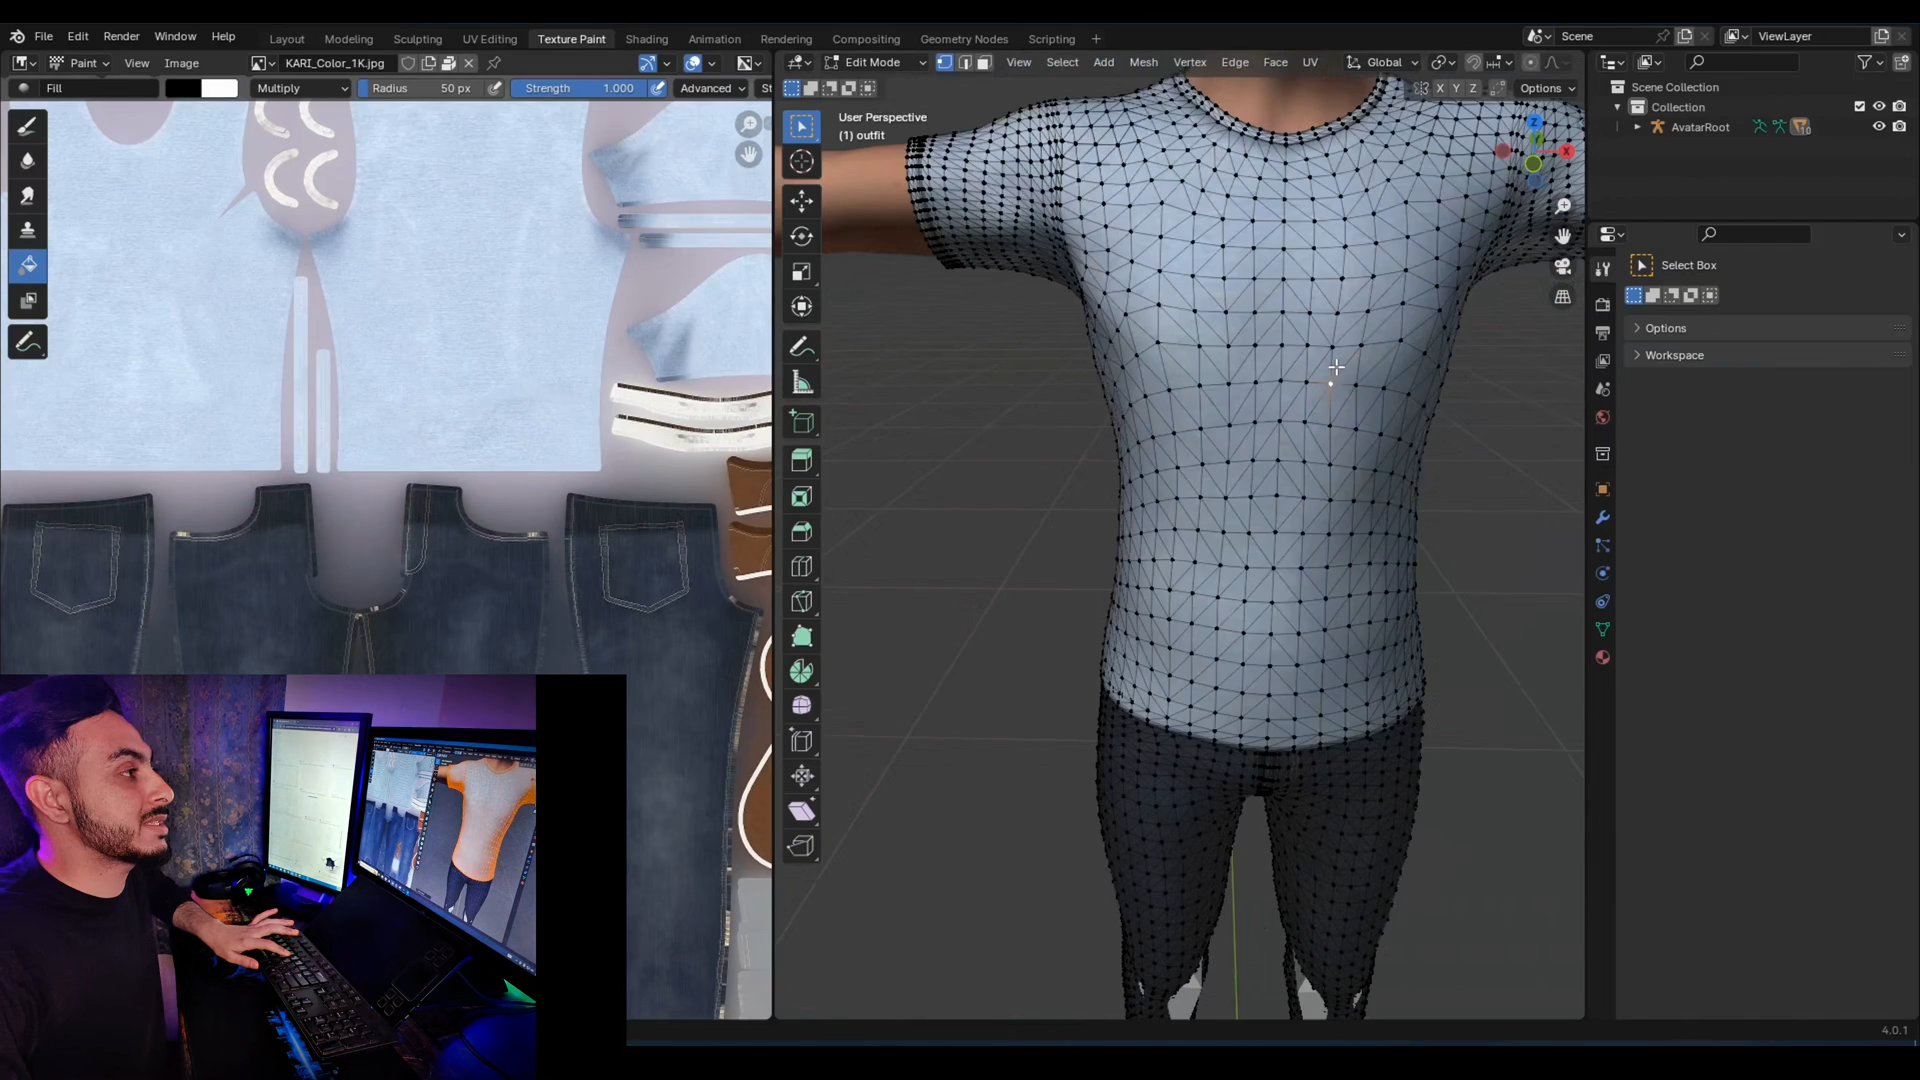 File Edit Render Window Help Layout Modeling Sculpting UV Editing Texture Paint Shading Animation Rendering Compositing Geometry Nodes Scripting + Scene ViewLayer
Paint View Image KARI_Color_1K.jpg Edit Mode View Select Add Mesh Vertex Edge Face UV Global
Fill Multiply Radius 50 px Strength 1.000 Advanced St X Y Z Options
Scene Collection
Collection
AvatarRoot 10
User Perspective
(1) outfit
Z
X
Select Box
Options
Workspace
4.0.1